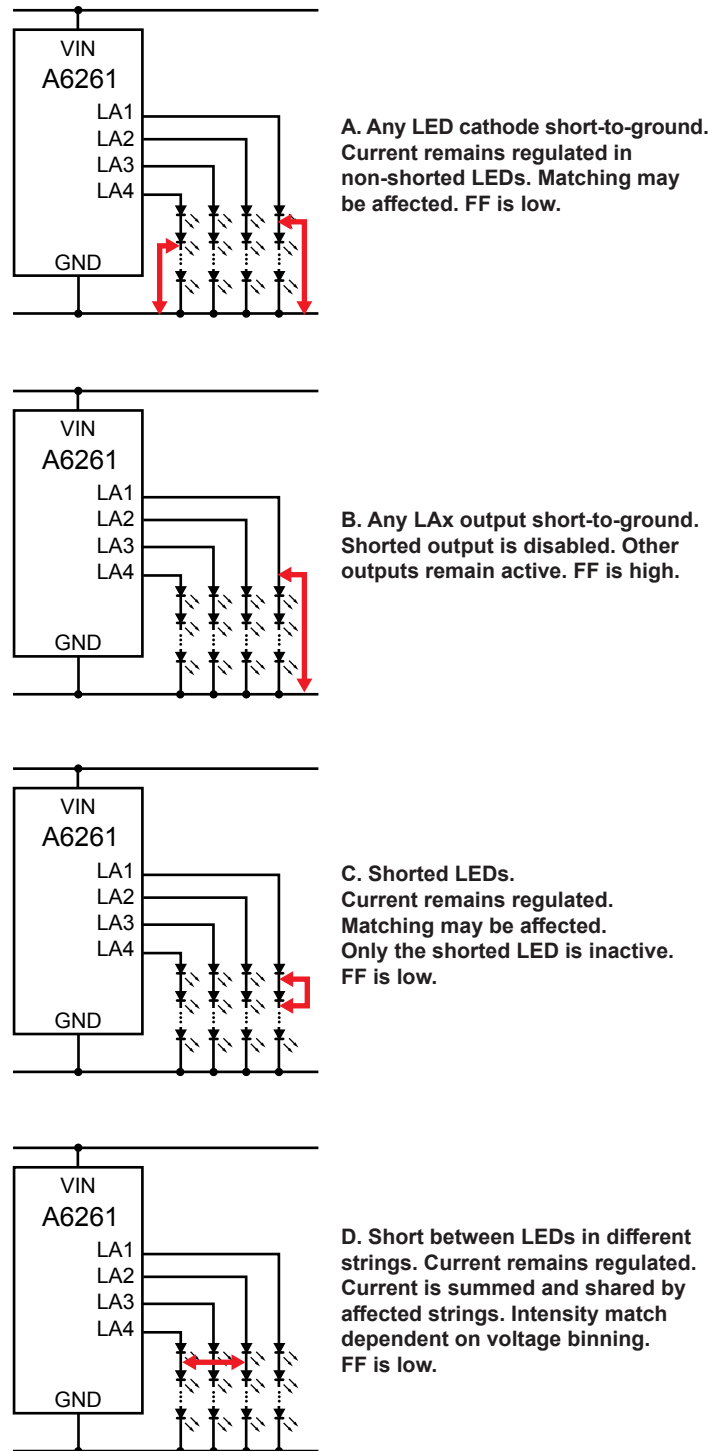 VIN
A6261
LA1
LA2
LA3
LA4
GND
A. Any LED cathode short-to-ground.
Current remains regulated in
non-shorted LEDs. Matching may
be affected. FF is low.
VIN
A6261
LA1
LA2
LA3
LA4
GND
B. Any LAx output short-to-ground.
Shorted output is disabled. Other
outputs remain active. FF is high.
VIN
A6261
LA1
LA2
LA3
LA4
GND
C. Shorted LEDs.
Current remains regulated.
Matching may be affected.
Only the shorted LED is inactive.
FF is low.
VIN
A6261
LA1
LA2
LA3
LA4
GND
D. Short between LEDs in different
strings. Current remains regulated.
Current is summed and shared by
affected strings. Intensity match
dependent on voltage binning.
FF is low.